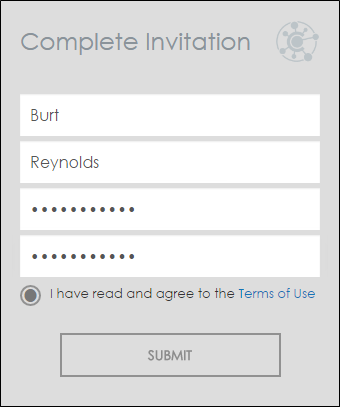 Complete Invitation
Burt
Reynolds
•••••••••••
•••••••••••
I have read and agree to the Terms of Use
SUBMIT